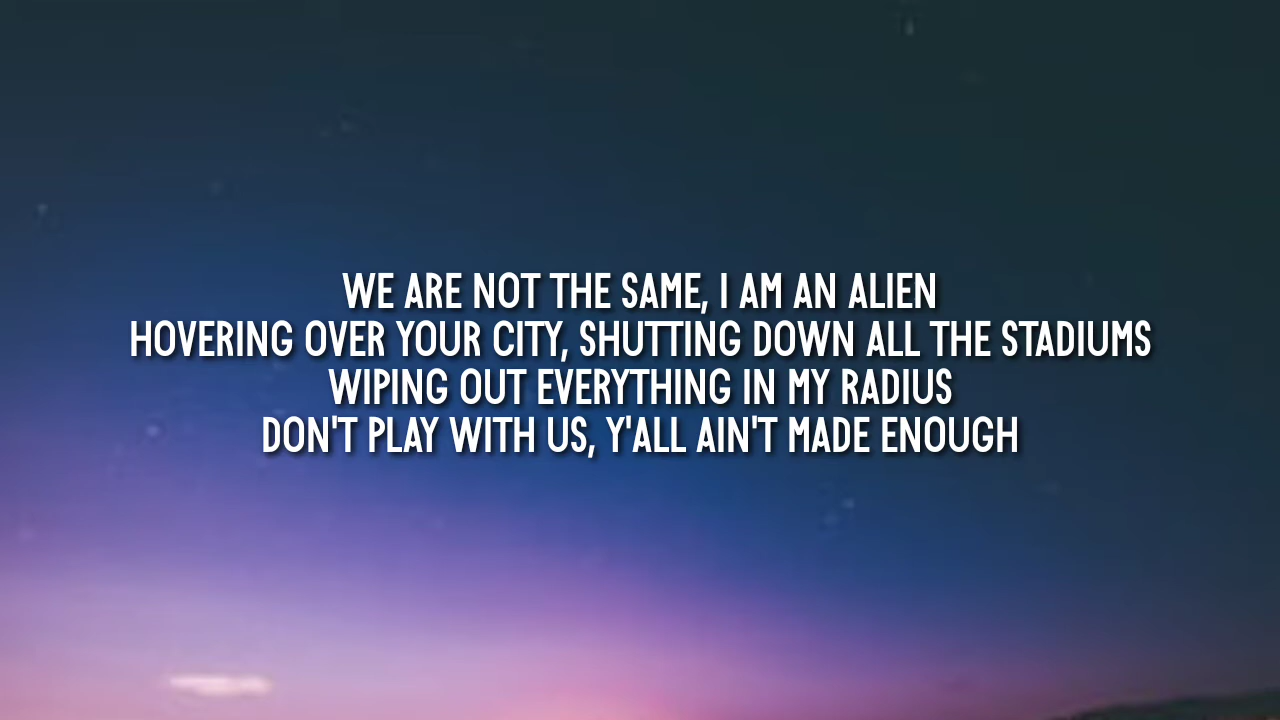 WE ARE NOT THE SAME, I AM AN ALIEN
HOVERING OVER YOUR CITY, SHUTTING DOWN ALL THE STADIUMS
WIPING OUT EVERYTHING IN MY RADIUS
DON'T PLAY WITH US, Y'ALL AIN'T MADE ENOUGH